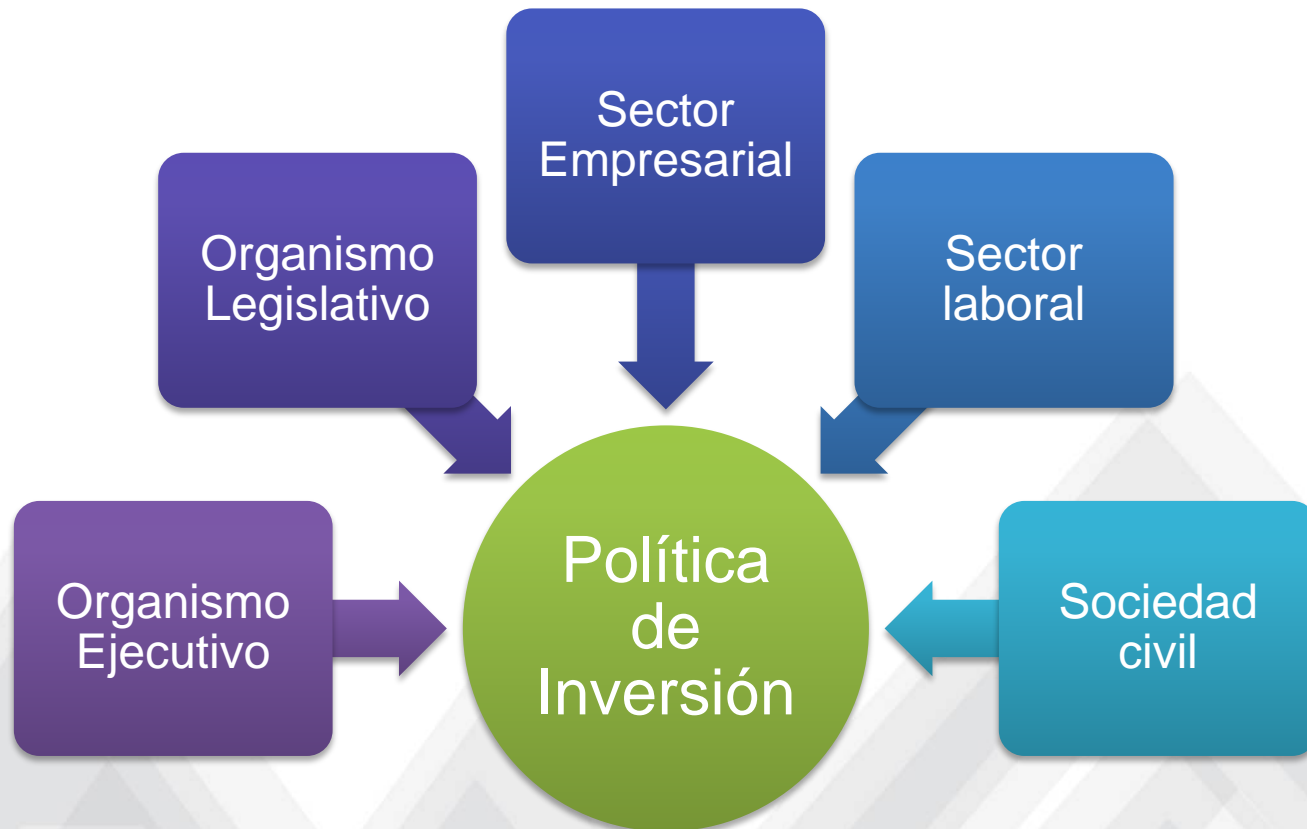 Sector
Empresarial
Organismo
Legislativo
Sector
laboral
Organismo
Ejecutivo
Política
de
Inversión
Sociedad
civil